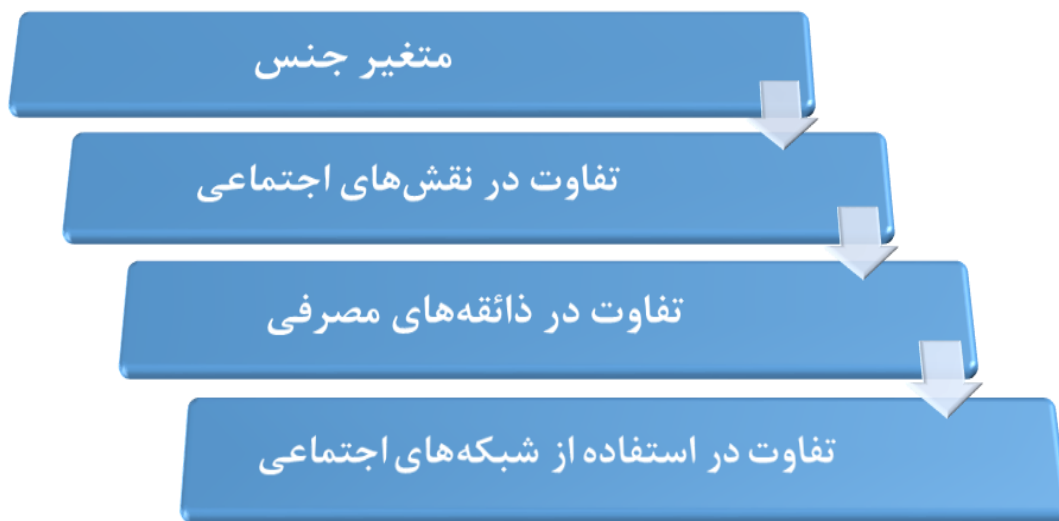 متغیر جنس
تفاوت در نقش‌های اجتماعی
تفاوت در ذائقه‌های مصرفی
تفاوت در استفاده از شبکه‌های اجتماعی